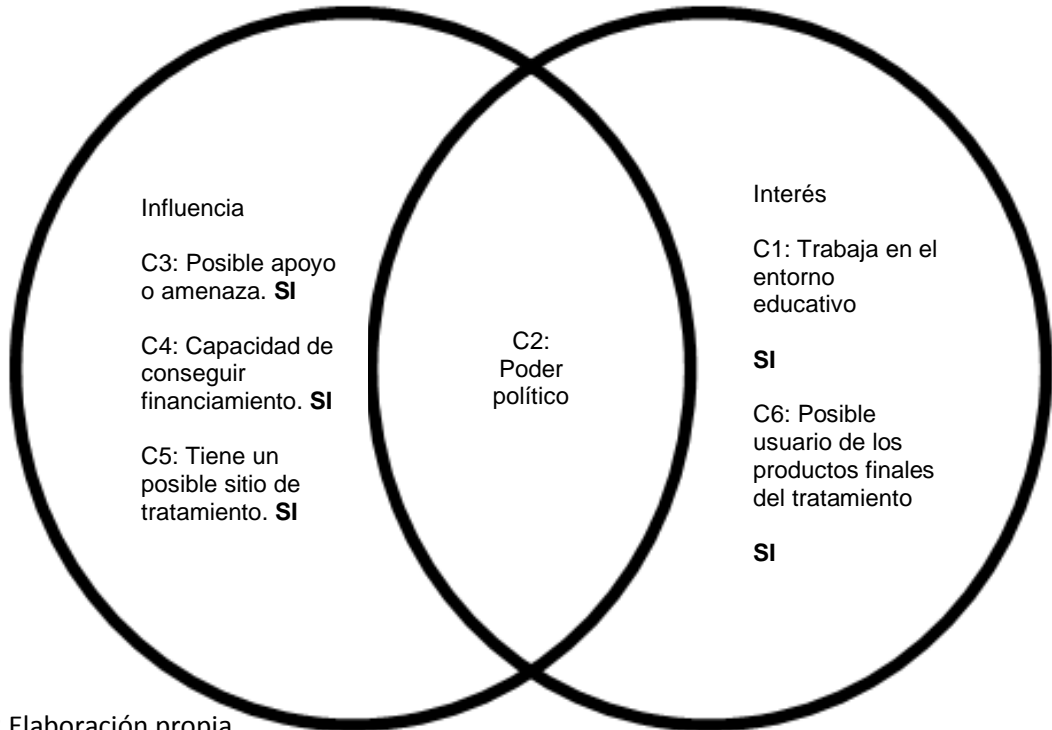 Influencia
C3: Posible apoyo
o amenaza. SI
C4: Capacidad de
conseguir
financiamiento. SI
C5: Tiene un
posible sitio de
tratamiento. SI
C2:
Poder
político
Interés
C1: Trabaja en el
entorno
educativo
SI
C6: Posible
usuario de los
productos finales
del tratamiento
SI
Elaboración propia